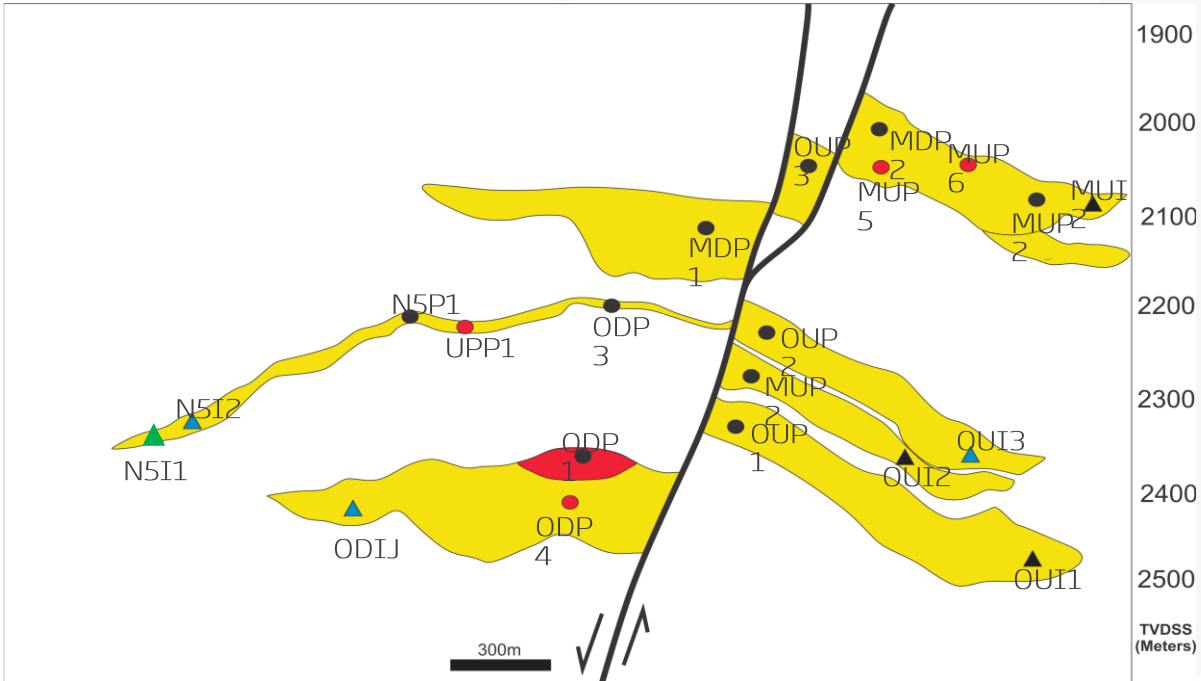 1900
2000
OUP
3
MDP
2
MUP
6
MUP
5
MUI
2
2100
MUP
2
MDP
1
2200
N5P1
UPP1
ODP
3
OUP
2
2300
MUP
2
N5I2
OUP
1
OUI3
N5I1
ODP
1
OUI2
2400
ODP
4
ODIJ
OUI1
2500
TVDSS
(Meters)
300m